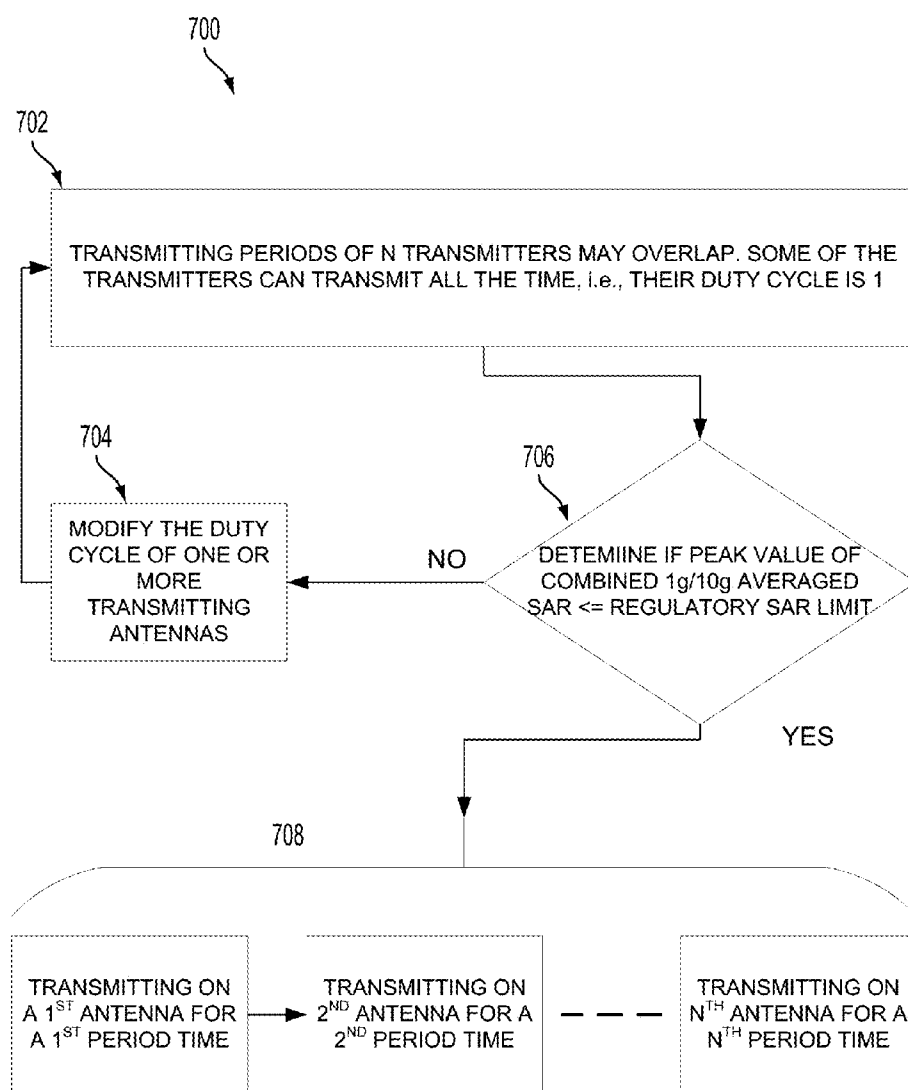 700
702
TRANSMITTING PERIODS OF N TRANSMITTERS MAY OVERLAP. SOME OF THE
TRANSMITTERS CAN TRANSMIT ALL THE TIME, i.e., THEIR DUTY CYCLE IS 1
704
706
MODIFY THE DUTY
CYCLE OF ONE OR
MORE
TRANSMITTING
ANTENNAS
NO
DETEMIINE IF PEAK VALUE OF
COMBINED 1g/10g AVERAGED
SAR <= REGULATORY SAR LIMIT
YES
708
TRANSMITTING ON
A 1ST ANTENNA FOR
A 1ST PERIOD TIME
TRANSMITTING ON
2ND ANTENNA FOR A
2ND PERIOD TIME
TRANSMITTING ON
NTH ANTENNA FOR A
NTH PERIOD TIME